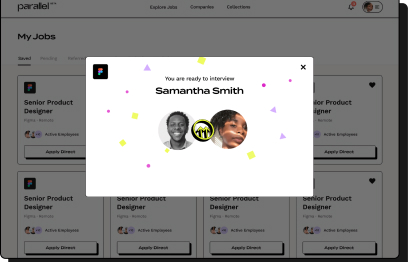 parallel
Explore Jobs
Companies
Collections
My Jobs
Saved
You are ready to interview
Samantha Smith
Senior Product
Designer
Figma · Remote
Active Employees
Apply Direct
Senior Product
Designer
Figma · Remote
Active Employees
Apply Direct
Senior Product
Designer
Figma · Remote
Active Employees
Apply Direct
Senior Product
Designer
Figma · Remote
Active Employees
Apply Direct
Senior Product
Designer
Figma · Remote
Active Employees
Apply Direct
Senior Product
Designer
Figma · Remote
Active Employees
Apply Direct